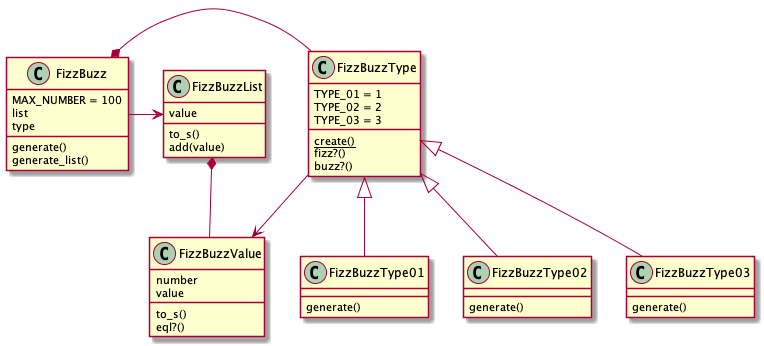 C FizzBuzz
MAX_NUMBER = 100
list
type
generate()
generate_list()
C FizzBuzzList
value
to_s()
add(value)
C FizzBuzzType
TYPE_01 = 1
TYPE_02 = 2
TYPE_03 = 3
create()
fizz?()
buzz?()
C FizzBuzzValue
number
value
to_s()
eql?()
C FizzBuzzType01
generate()
C FizzBuzzType02
generate()
C FizzBuzzType03
generate()